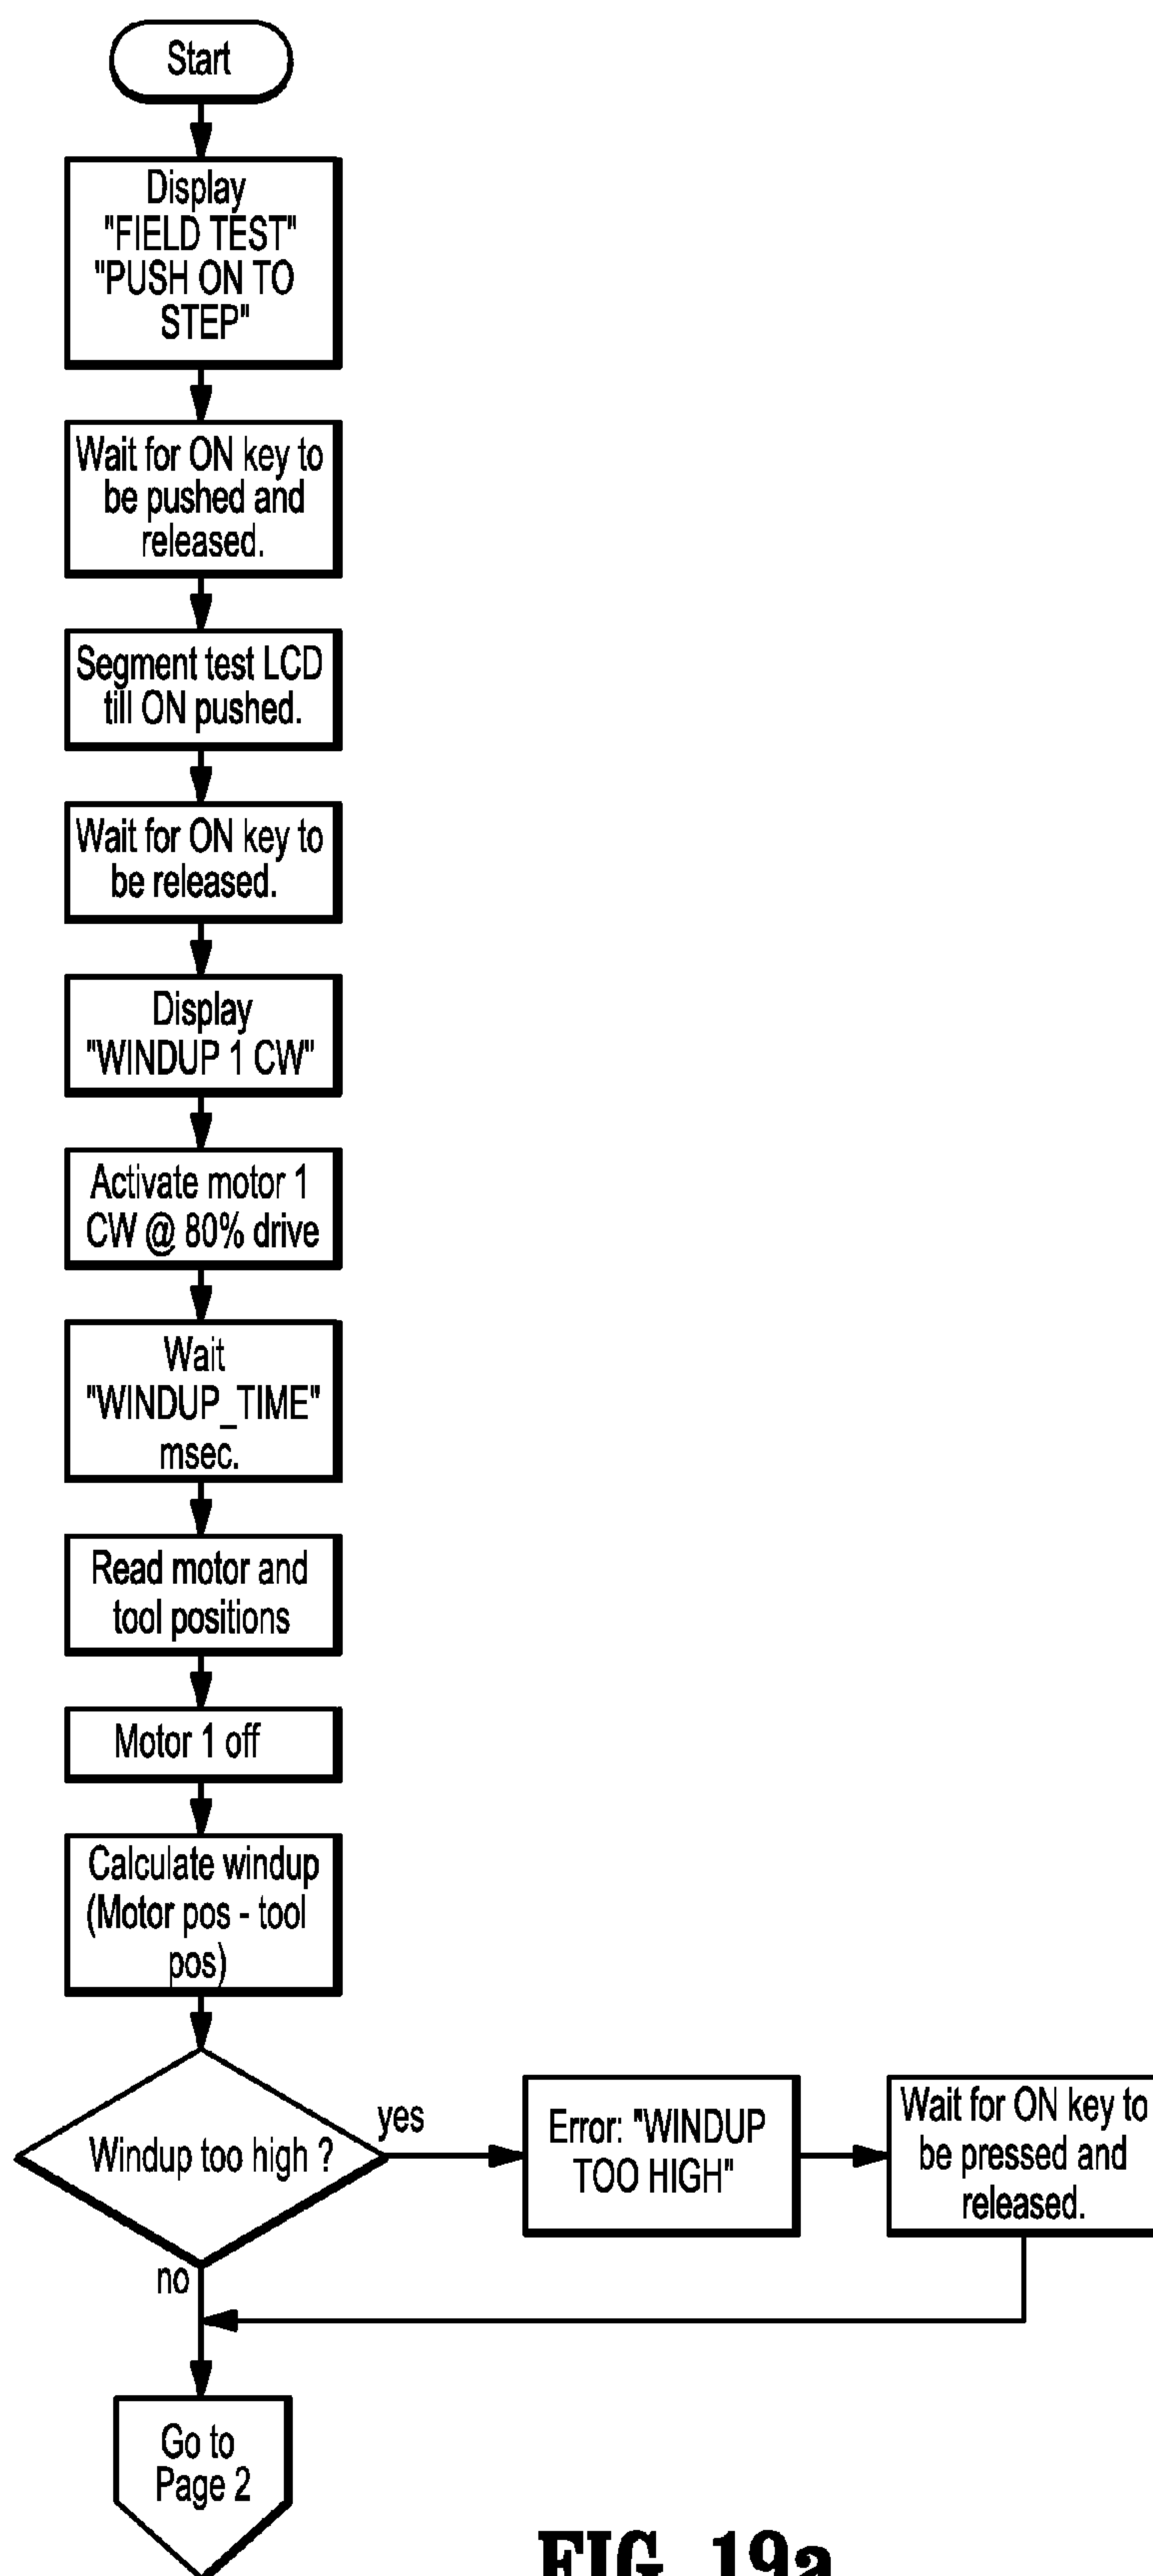 Start
Display
"FIELD TEST"
"PUSH ON TO
STEP"
Wait for ON key to
be pushed and
released.
Segment test LCD
till ON pushed.
Wait for ON key to
be released.
Display
"WINDUP 1 CW"
Activate motor 1
CW @ 80% drive
Wait
"WINDUP_TIME"
msec.
Read motor and
tool positions
Motor 1 off
Calculate windup
(Motor pos - tool
pos)
Windup too high ?
yes
Error: "WINDUP
TOO HIGH"
Wait for ON key to
be pressed and
released.
no
Go to
Page 2
FIG. 19a